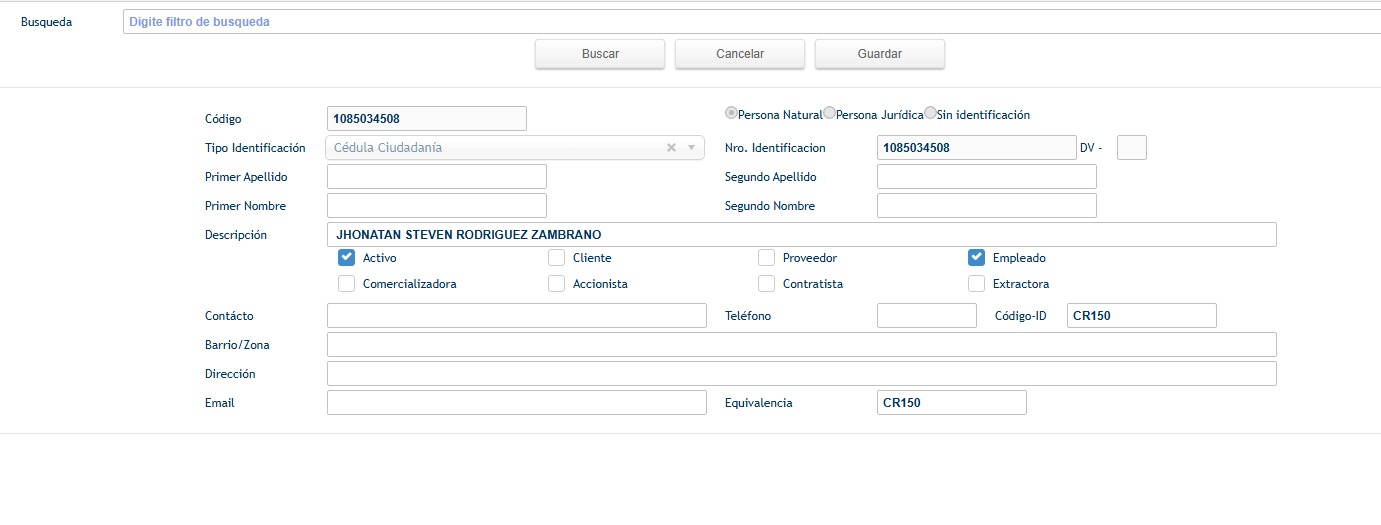 Busqueda Digite filtro de busqueda
Buscar Cancelar Guardar
Código 1085034508 Persona Natural Persona Jurídica Sin identificación
Tipo Identificación Cédula Ciudadanía Nro. Identificacion 1085034508 DV -
Primer Apellido Segundo Apellido
Primer Nombre Segundo Nombre
Descripción JHONATAN STEVEN RODRIGUEZ ZAMBRANO
Activo Cliente Proveedor Empleado
Comercializadora Accionista Contratista Extractora
Contácto Teléfono Código-ID CR150
Barrio/Zona
Dirección
Email Equivalencia CR150